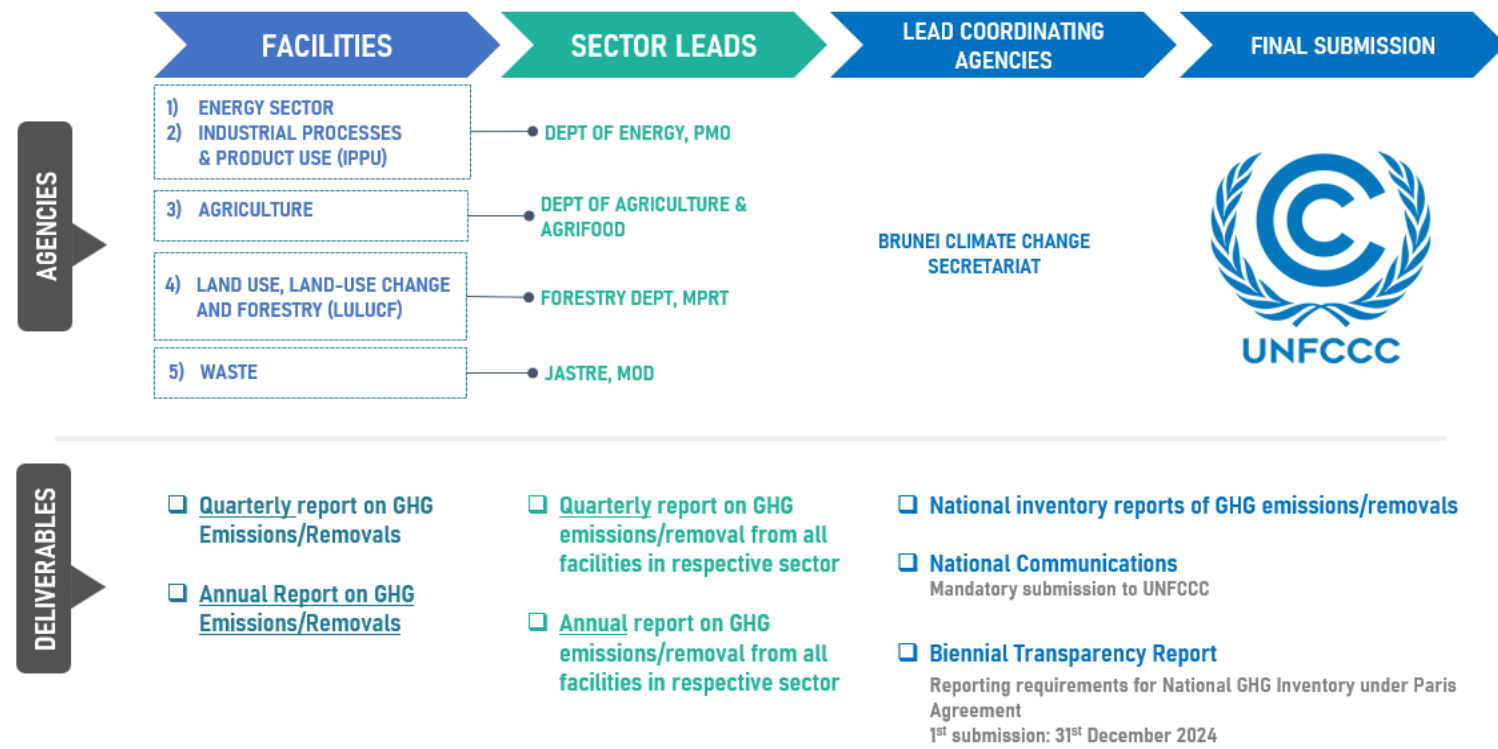 FACILITIES
SECTOR LEADS
LEAD COORDINATING
AGENCIES
FINAL SUBMISSION
AGENCIES
1) ENERGY SECTOR
2) INDUSTRIAL PROCESSES
& PRODUCT USE (IPPU)
DEPT OF ENERGY, PMO
3) AGRICULTURE
DEPT OF AGRICULTURE &
AGRIFOOD
4) LAND USE, LAND-USE CHANGE
AND FORESTRY (LULUCF)
FORESTRY DEPT, MPRT
5) WASTE
JASTRE, MOD
BRUNEI CLIMATE CHANGE
SECRETARIAT
UNFCCC
DELIVERABLES
❑ Quarterly report on GHG
Emissions/Removals
❑ Annual Report on GHG
Emissions/Removals
❑ Quarterly report on GHG
emissions/removal from all
facilities in respective sector
❑ Annual report on GHG
emissions/removal from all
facilities in respective sector
❑ National inventory reports of GHG emissions/removals
❑ National Communications
Mandatory submission to UNFCCC
❑ Biennial Transparency Report
Reporting requirements for National GHG Inventory under Paris
Agreement
1st submission: 31st December 2024